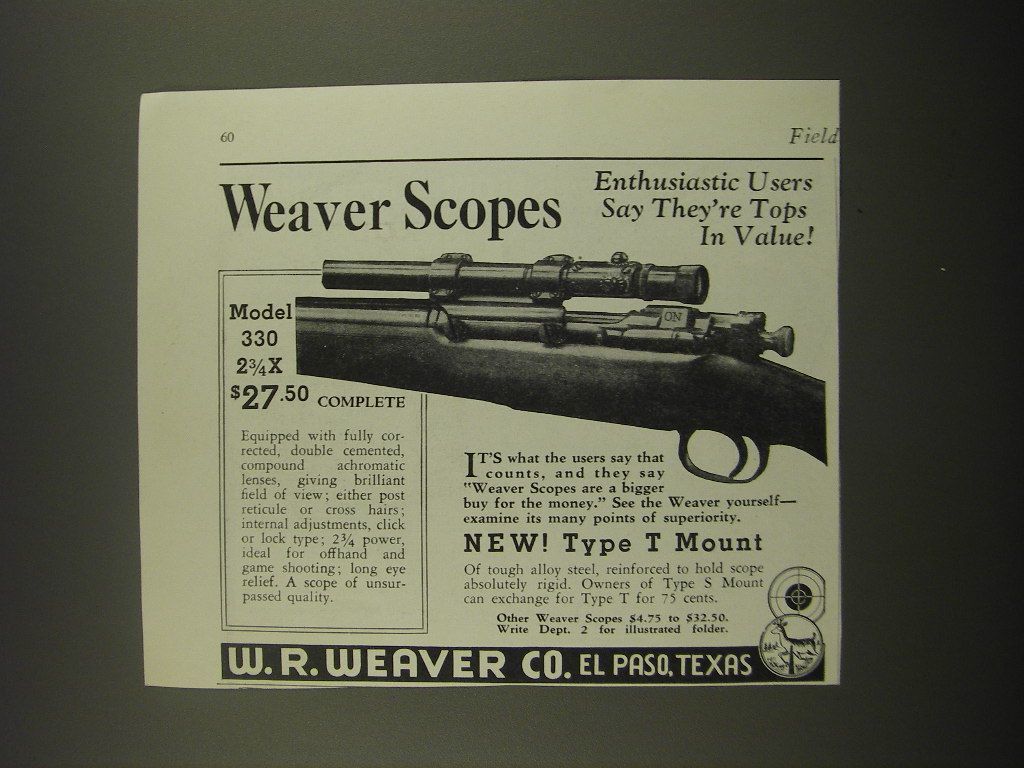 60
Field
Weaver Scopes
Enthusiastic Users
Say They're Tops
In Value!
Model
330
2¾X
$27.50 COMPLETE
ON
Equipped with fully cor-
rected, double cemented,
compound achromatic
lenses, giving brilliant
field of view; either post
reticule or cross hairs;
internal adjustments, click
or lock type; 2¾ power,
ideal for offhand and
game shooting; long eye
relief. A scope of unsur-
passed quality.
IT'S what the users say that
counts, and they say
"Weaver Scopes are a bigger
buy for the money." See the Weaver yourself—
examine its many points of superiority.
NEW! Type T Mount
Of tough alloy steel, reinforced to hold scope
absolutely rigid. Owners of Type S Mount
can exchange for Type T for 75 cents.
Other Weaver Scopes $4.75 to $32.50.
Write Dept. 2 for illustrated folder.
W. R. WEAVER CO. EL PASO, TEXAS